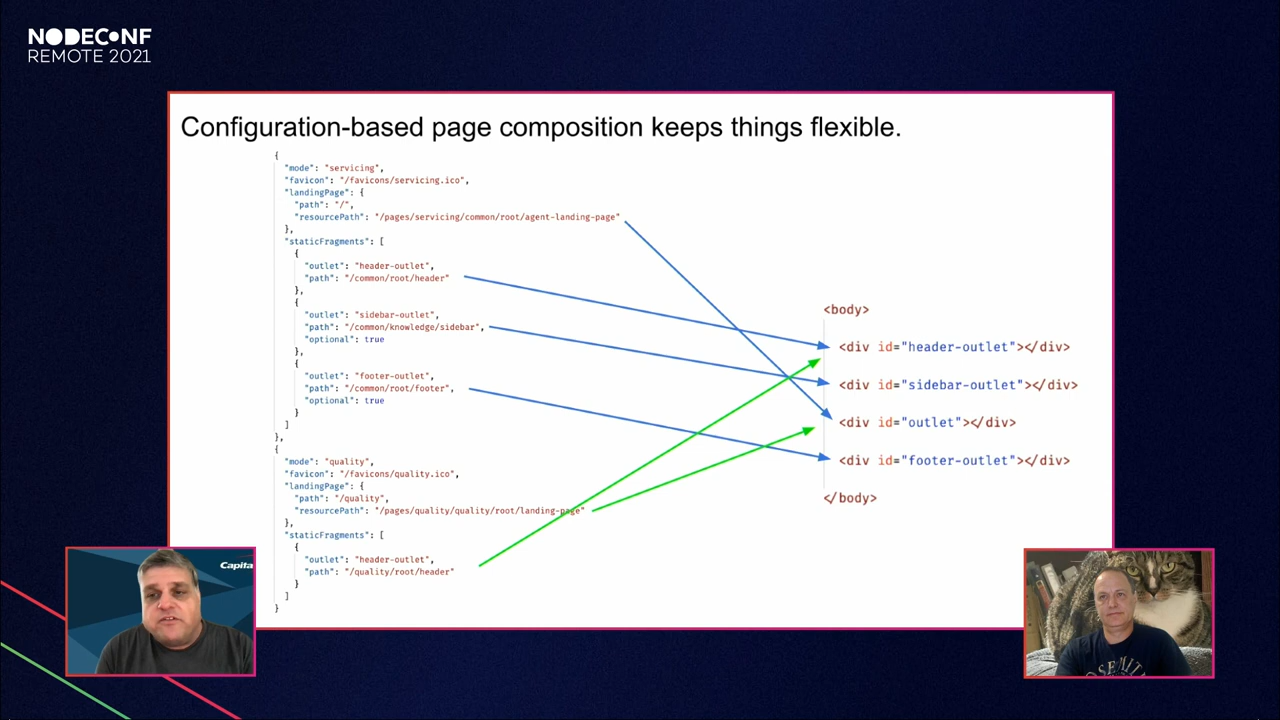 NODECONF
REMOTE 2021
Configuration-based page composition keeps things flexible.
{
"mode": "servicing",
"favicon": "/favicons/servicing.ico",
"landingPage": {
"path": "/",
"resourcePath": "/pages/servicing/common/root/agent-landing-page"
},
"staticFragments": [
{
"outlet": "header-outlet",
"path": "/common/root/header"
},
{
"outlet": "sidebar-outlet",
"path": "/common/knowledge/sidebar",
"optional": true
},
{
"outlet": "footer-outlet",
"path": "/common/root/footer",
"optional": true
}
]
},
{
"mode": "quality",
"favicon": "/favicons/quality.ico",
"landingPage": {
"path": "/quality",
"resourcePath": "/pages/quality/quality/root/landing-page"
},
"staticFragments": [
{
"outlet": "header-outlet",
"path": "/quality/root/header"
}
]
}
<body>
<div id="header-outlet"></div>
<div id="sidebar-outlet"></div>
<div id="outlet"></div>
<div id="footer-outlet"></div>
</body>
Capita